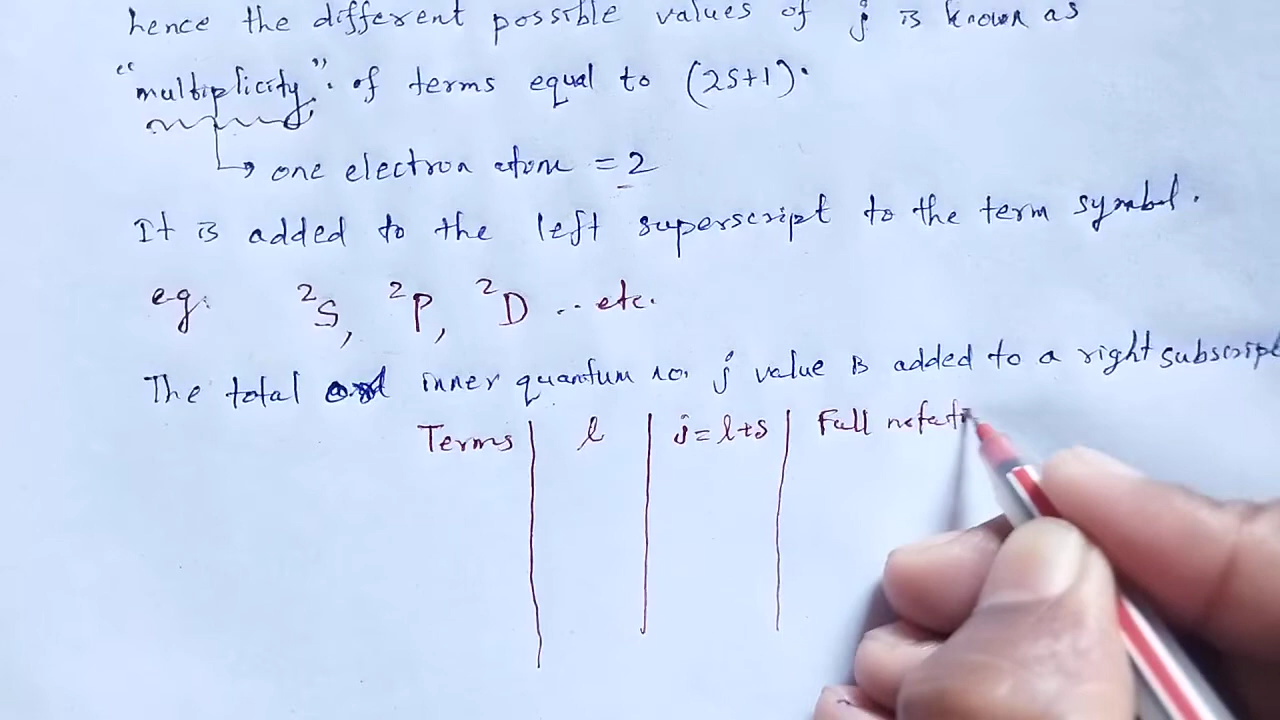 hence the different possible values of j is known as
"multiplicity". of terms equal to (2S+1).
→ one electron atom = 2
It is added to the left superscript to the term symbol.
eg: ²S, ²P, ²D ... etc.
The total inner quantum no. j value is added to a right subscript
Terms | l | j = l+s | Full